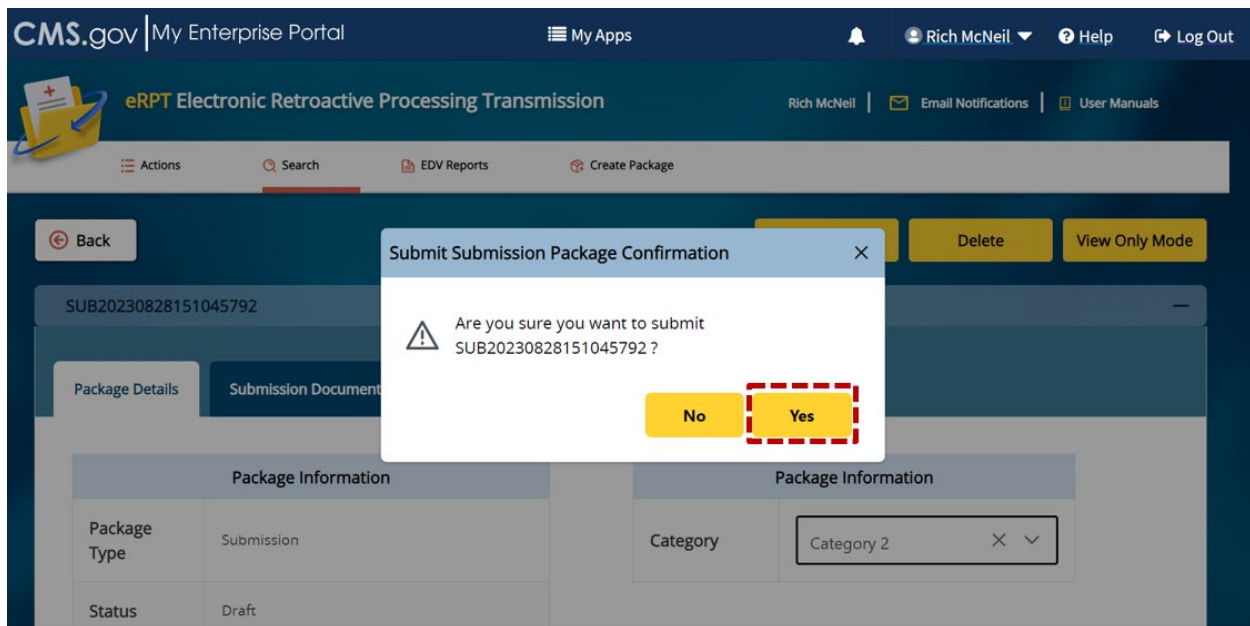 CMS.gov My Enterprise Portal
My Apps
Rich McNeil
Help
Log Out
eRPT Electronic Retroactive Processing Transmission
Rich McNeil
Email Notifications
User Manuals
Actions
Search
EDV Reports
Create Package
Back
Delete
View Only Mode
Submit Submission Package Confirmation
SUB20230828151045792
Are you sure you want to submit
SUB20230828151045792 ?
No
Yes
Package Details
Submission Document
Package Information
Package
Type
Submission
Status
Draft
Package Information
Category
Category 2